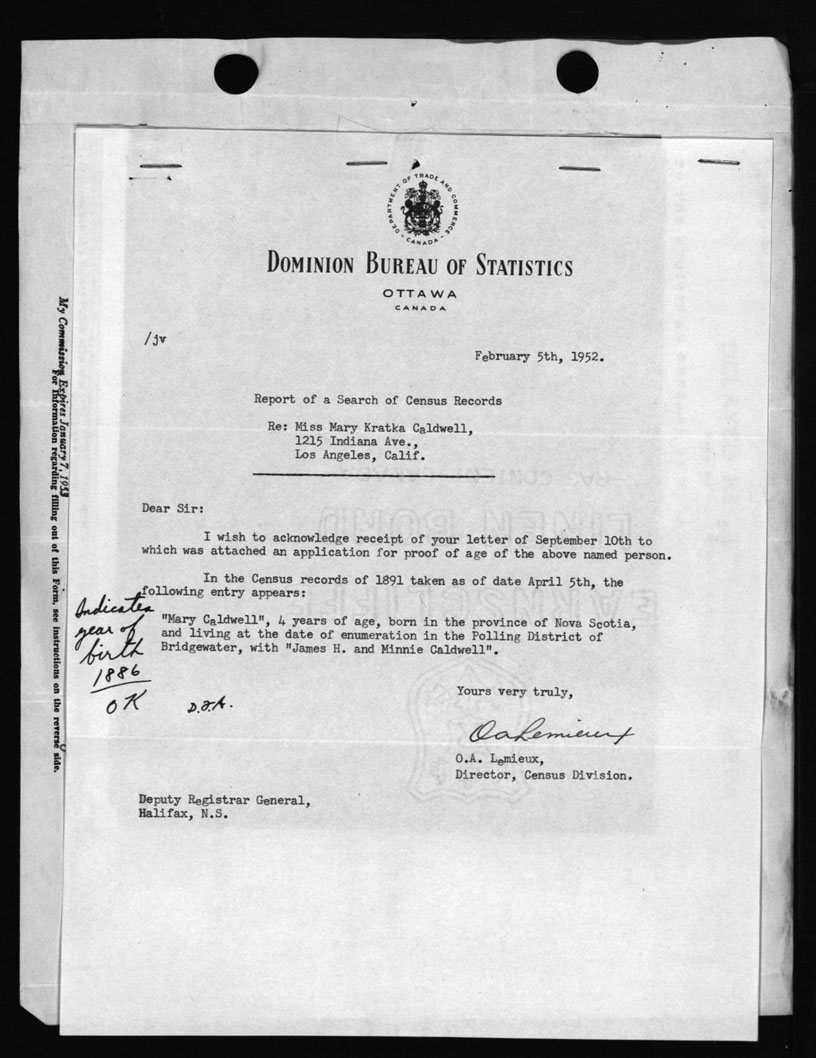 DEPARTMENT OF TRADE AND COMMERCE
- CANADA -
DOMINION BUREAU OF STATISTICS
OTTAWA
CANADA
/jv
February 5th, 1952.
Report of a Search of Census Records
Re: Miss Mary Kratka Caldwell,
1215 Indiana Ave.,
Los Angeles, Calif.
Dear Sir:
I wish to acknowledge receipt of your letter of September 10th to
which was attached an application for proof of age of the above named person.
In the Census records of 1891 taken as of date April 5th, the
following entry appears:
"Mary Caldwell", 4 years of age, born in the province of Nova Scotia,
and living at the date of enumeration in the Polling District of
Bridgewater, with "James H. and Minnie Caldwell".
Indicates
year of
birth
1886
OK
D.J.A.
Yours very truly,
OaLemieux
O.A. Lemieux,
Director, Census Division.
Deputy Registrar General,
Halifax, N.S.
My Commission Expires January 7, 1953
For information regarding filling out of this Form, see instructions on the reverse side.